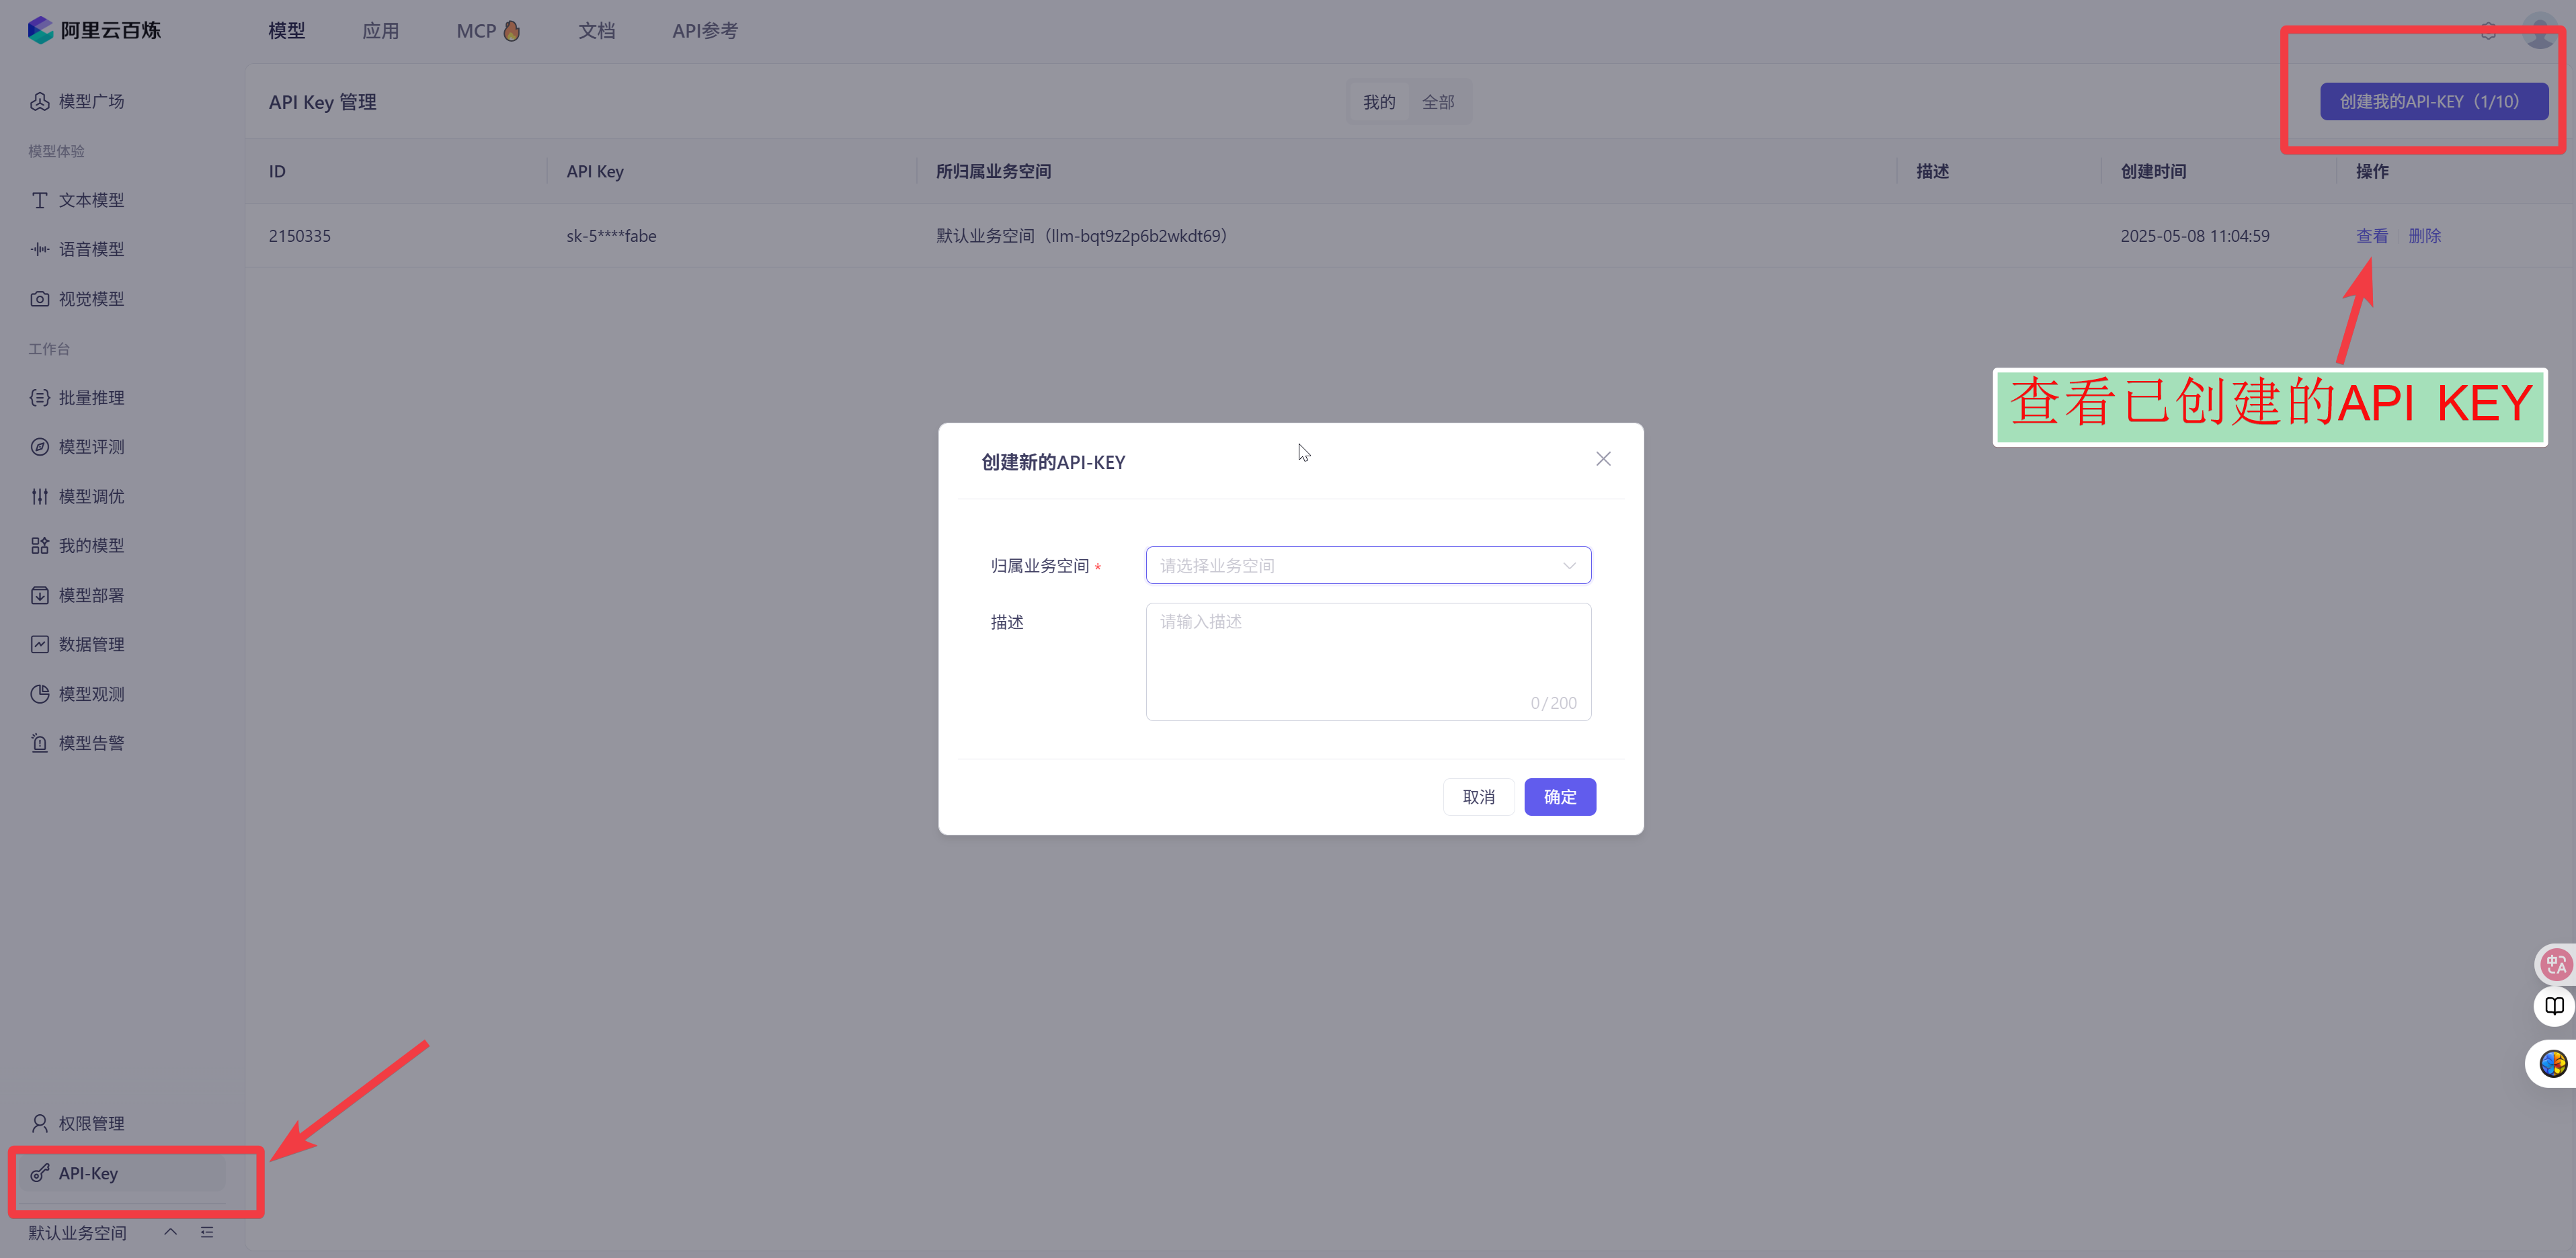 阿里云百炼
模型
应用
MCP
文档
API参考
模型广场
模型体验
文本模型
语音模型
视觉模型
工作台
批量推理
模型评测
模型调优
我的模型
模型部署
数据管理
模型观测
模型告警
权限管理
API-Key
默认业务空间
API Key 管理
我的 全部
创建我的API-KEY（1/10）
ID API Key 所归属业务空间 描述 创建时间 操作
2150335 sk-5****fabe 默认业务空间（llm-bqt9z2p6b2wkdt69） 2025-05-08 11:04:59 查看 删除
查看已创建的API KEY
创建新的API-KEY
归属业务空间 * 请选择业务空间
描述 请输入描述
0/200
取消 确定
中A